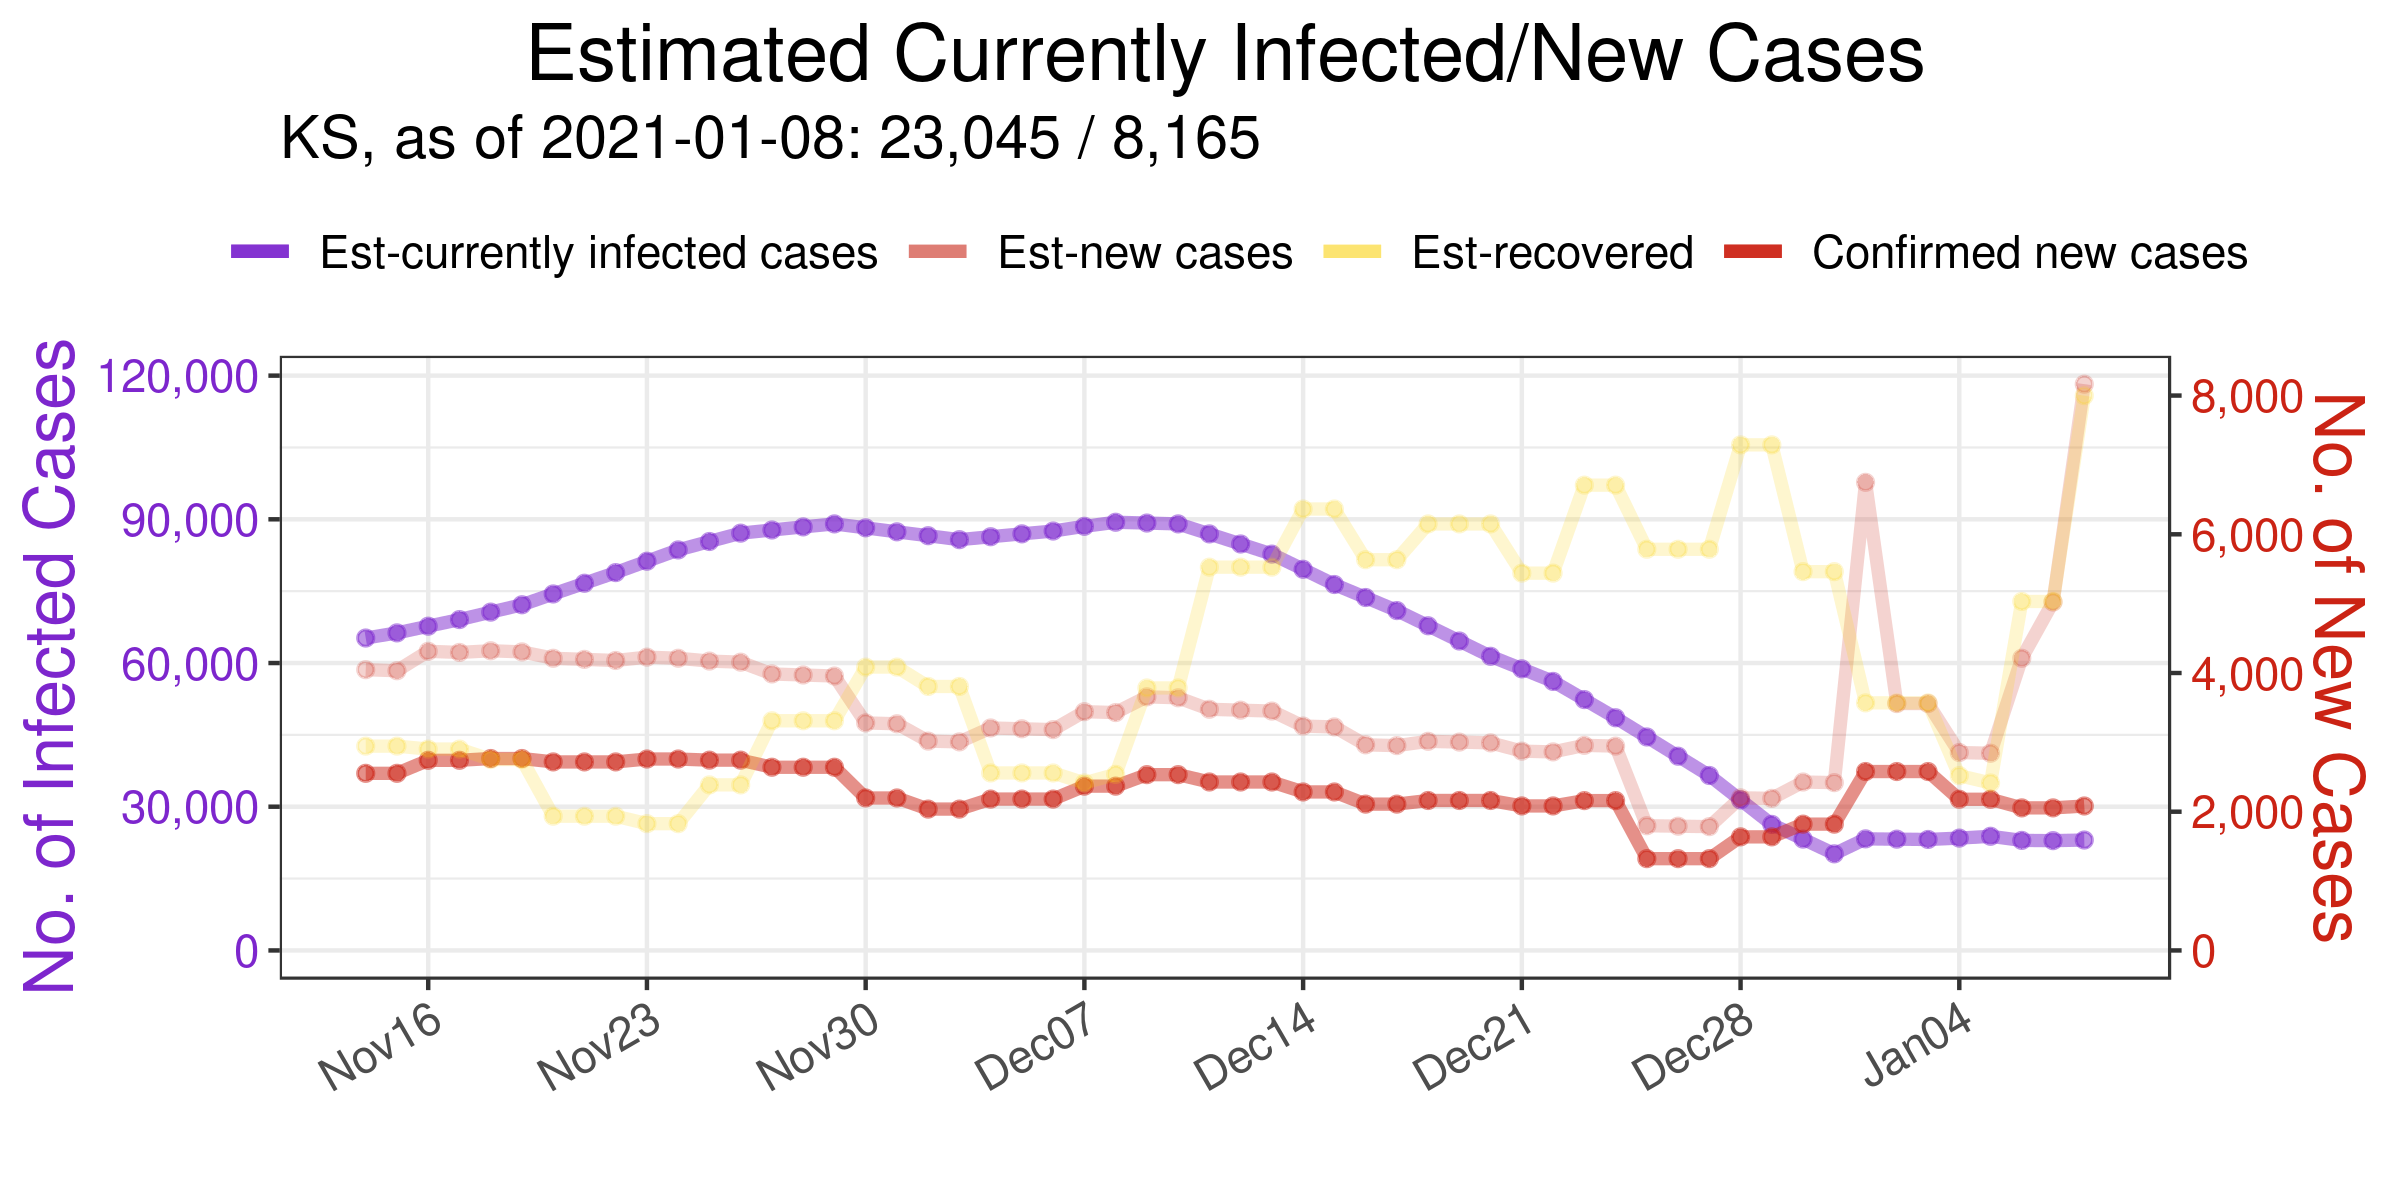 Estimated Currently Infected/New Cases
KS, as of 2021-01-08: 23,045 / 8,165
Est-currently infected cases Est-new cases Est-recovered Confirmed new cases
No. of Infected Cases
120,000
90,000
60,000
30,000
0
8,000
6,000
4,000
2,000
0
No. of New Cases
Nov16 Nov23 Nov30 Dec07 Dec14 Dec21 Dec28 Jan04